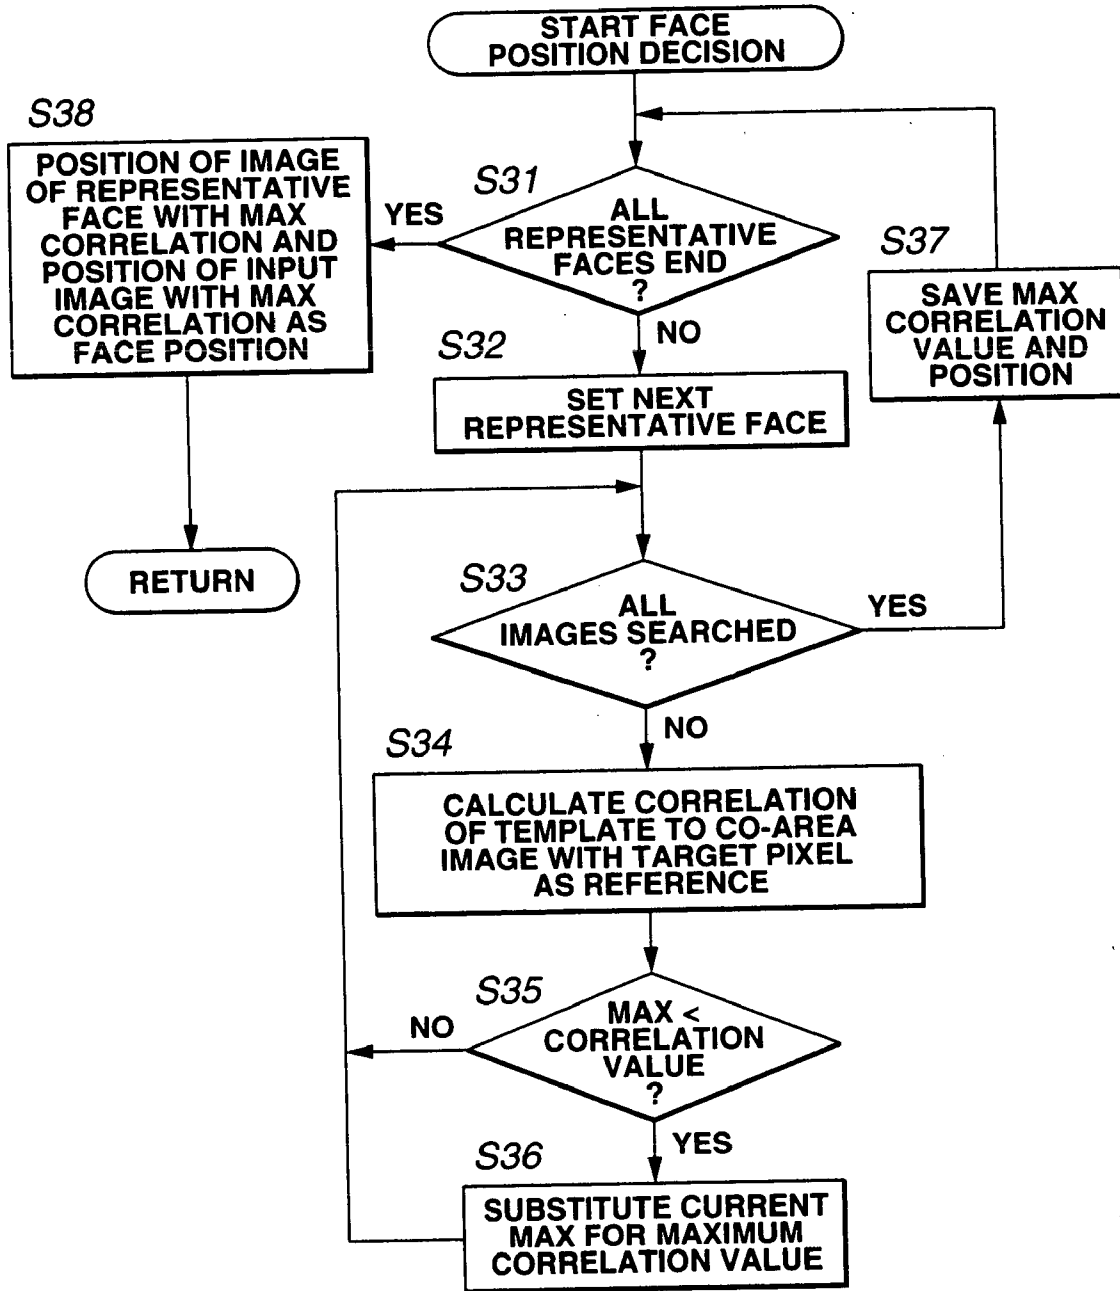 START FACE
POSITION DECISION
S38
POSITION OF IMAGE
OF REPRESENTATIVE
FACE WITH MAX
CORRELATION AND
POSITION OF INPUT
IMAGE WITH MAX
CORRELATION AS
FACE POSITION
S31
YES
ALL
REPRESENTATIVE
FACES END
?
S37
SAVE MAX
CORRELATION
VALUE AND
POSITION
NO
S32
SET NEXT
REPRESENTATIVE FACE
RETURN
S33
ALL
IMAGES SEARCHED
?
YES
NO
S34
CALCULATE CORRELATION
OF TEMPLATE TO CO-AREA
IMAGE WITH TARGET PIXEL
AS REFERENCE
S35
NO
MAX <
CORRELATION
VALUE
?
YES
S36
SUBSTITUTE CURRENT
MAX FOR MAXIMUM
CORRELATION VALUE